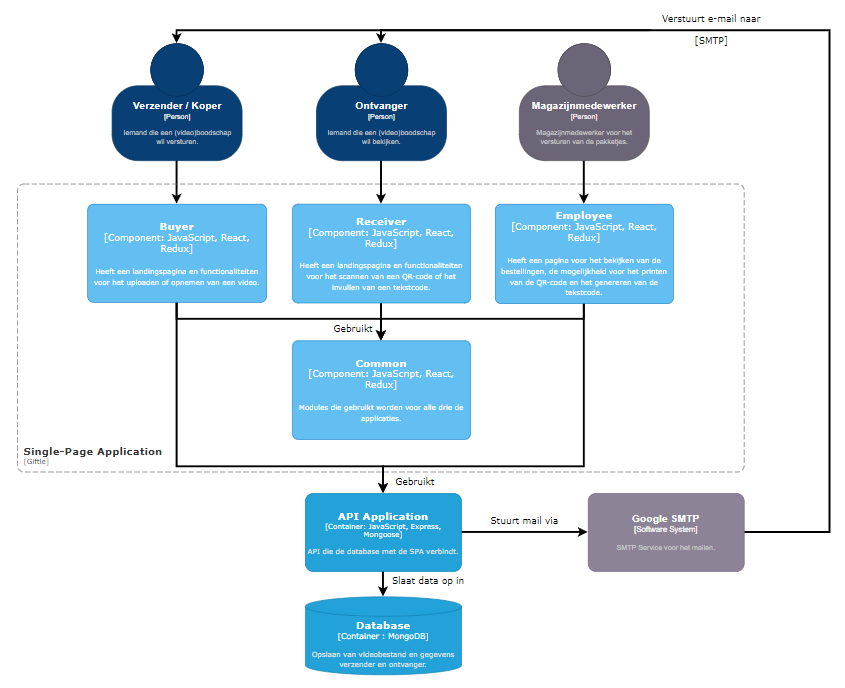 Verstuurt e-mail naar
[SMTP]
Verzender / Koper
[Person]
Iemand die een (video)boodschap
wil versturen.
Ontvanger
[Person]
Iemand die een (video)boodschap
wil bekijken.
Magazijnmedewerker
[Person]
Magazijnmedewerker voor het
versturen van de pakketjes.
Buyer
[Component: JavaScript, React,
Redux]
Heeft een landingspagina en functionaliteiten
voor het uploaden of opnemen van een video.
Receiver
[Component: JavaScript, React,
Redux]
Heeft een landingspagina en functionaliteiten
voor het scannen van een QR-code of het
invullen van een tekstcode.
Employee
[Component: JavaScript, React,
Redux]
Heeft een pagina voor het bekijken van de
bestellingen, de mogelijkheid voor het printen
van de QR-code en het genereren van de
tekstcode.
Gebruikt
Common
[Component: JavaScript, React,
Redux]
Modules die gebruikt worden voor alle drie de
applicaties.
Single-Page Application
[Giftle]
Gebruikt
API Application
[Container: JavaScript, Express,
Mongoose]
API die de database met de SPA verbindt.
Stuurt mail via
Google SMTP
[Software System]
SMTP Service voor het mailen.
Slaat data op in
Database
[Container : MongoDB]
Opslaan van videobestand en gegevens
verzender en ontvanger.